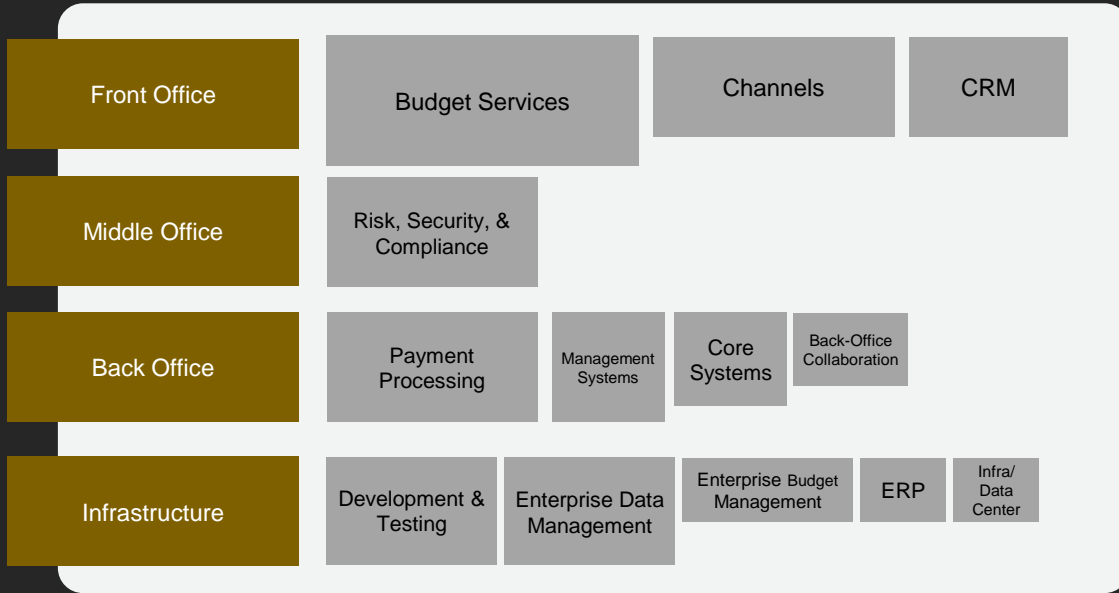 Front Office
Budget Services
Channels
CRM
Middle Office
Risk, Security, &
Compliance
Back Office
Payment
Processing
Management
Systems
Core
Systems
Back-Office
Collaboration
Infrastructure
Development &
Testing
Enterprise Data
Management
Enterprise Budget
Management
ERP
Infra/
Data
Center